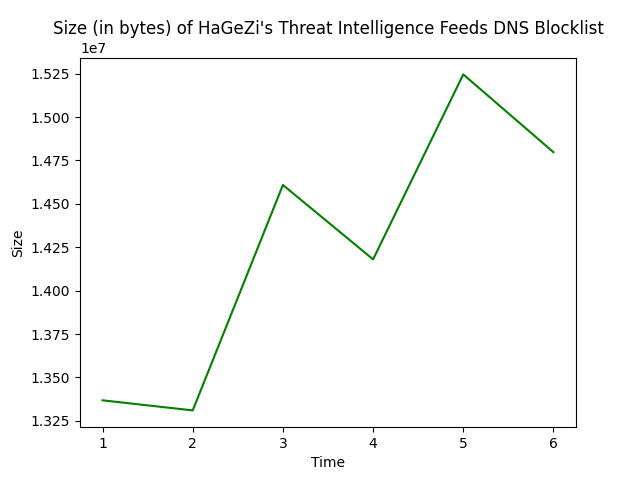 Size (in bytes) of HaGeZi's Threat Intelligence Feeds DNS Blocklist
1e7
1.525
1.500
1.475
1.450
1.425
1.400
1.375
1.350
1.325
Size
1 2 3 4 5 6
Time